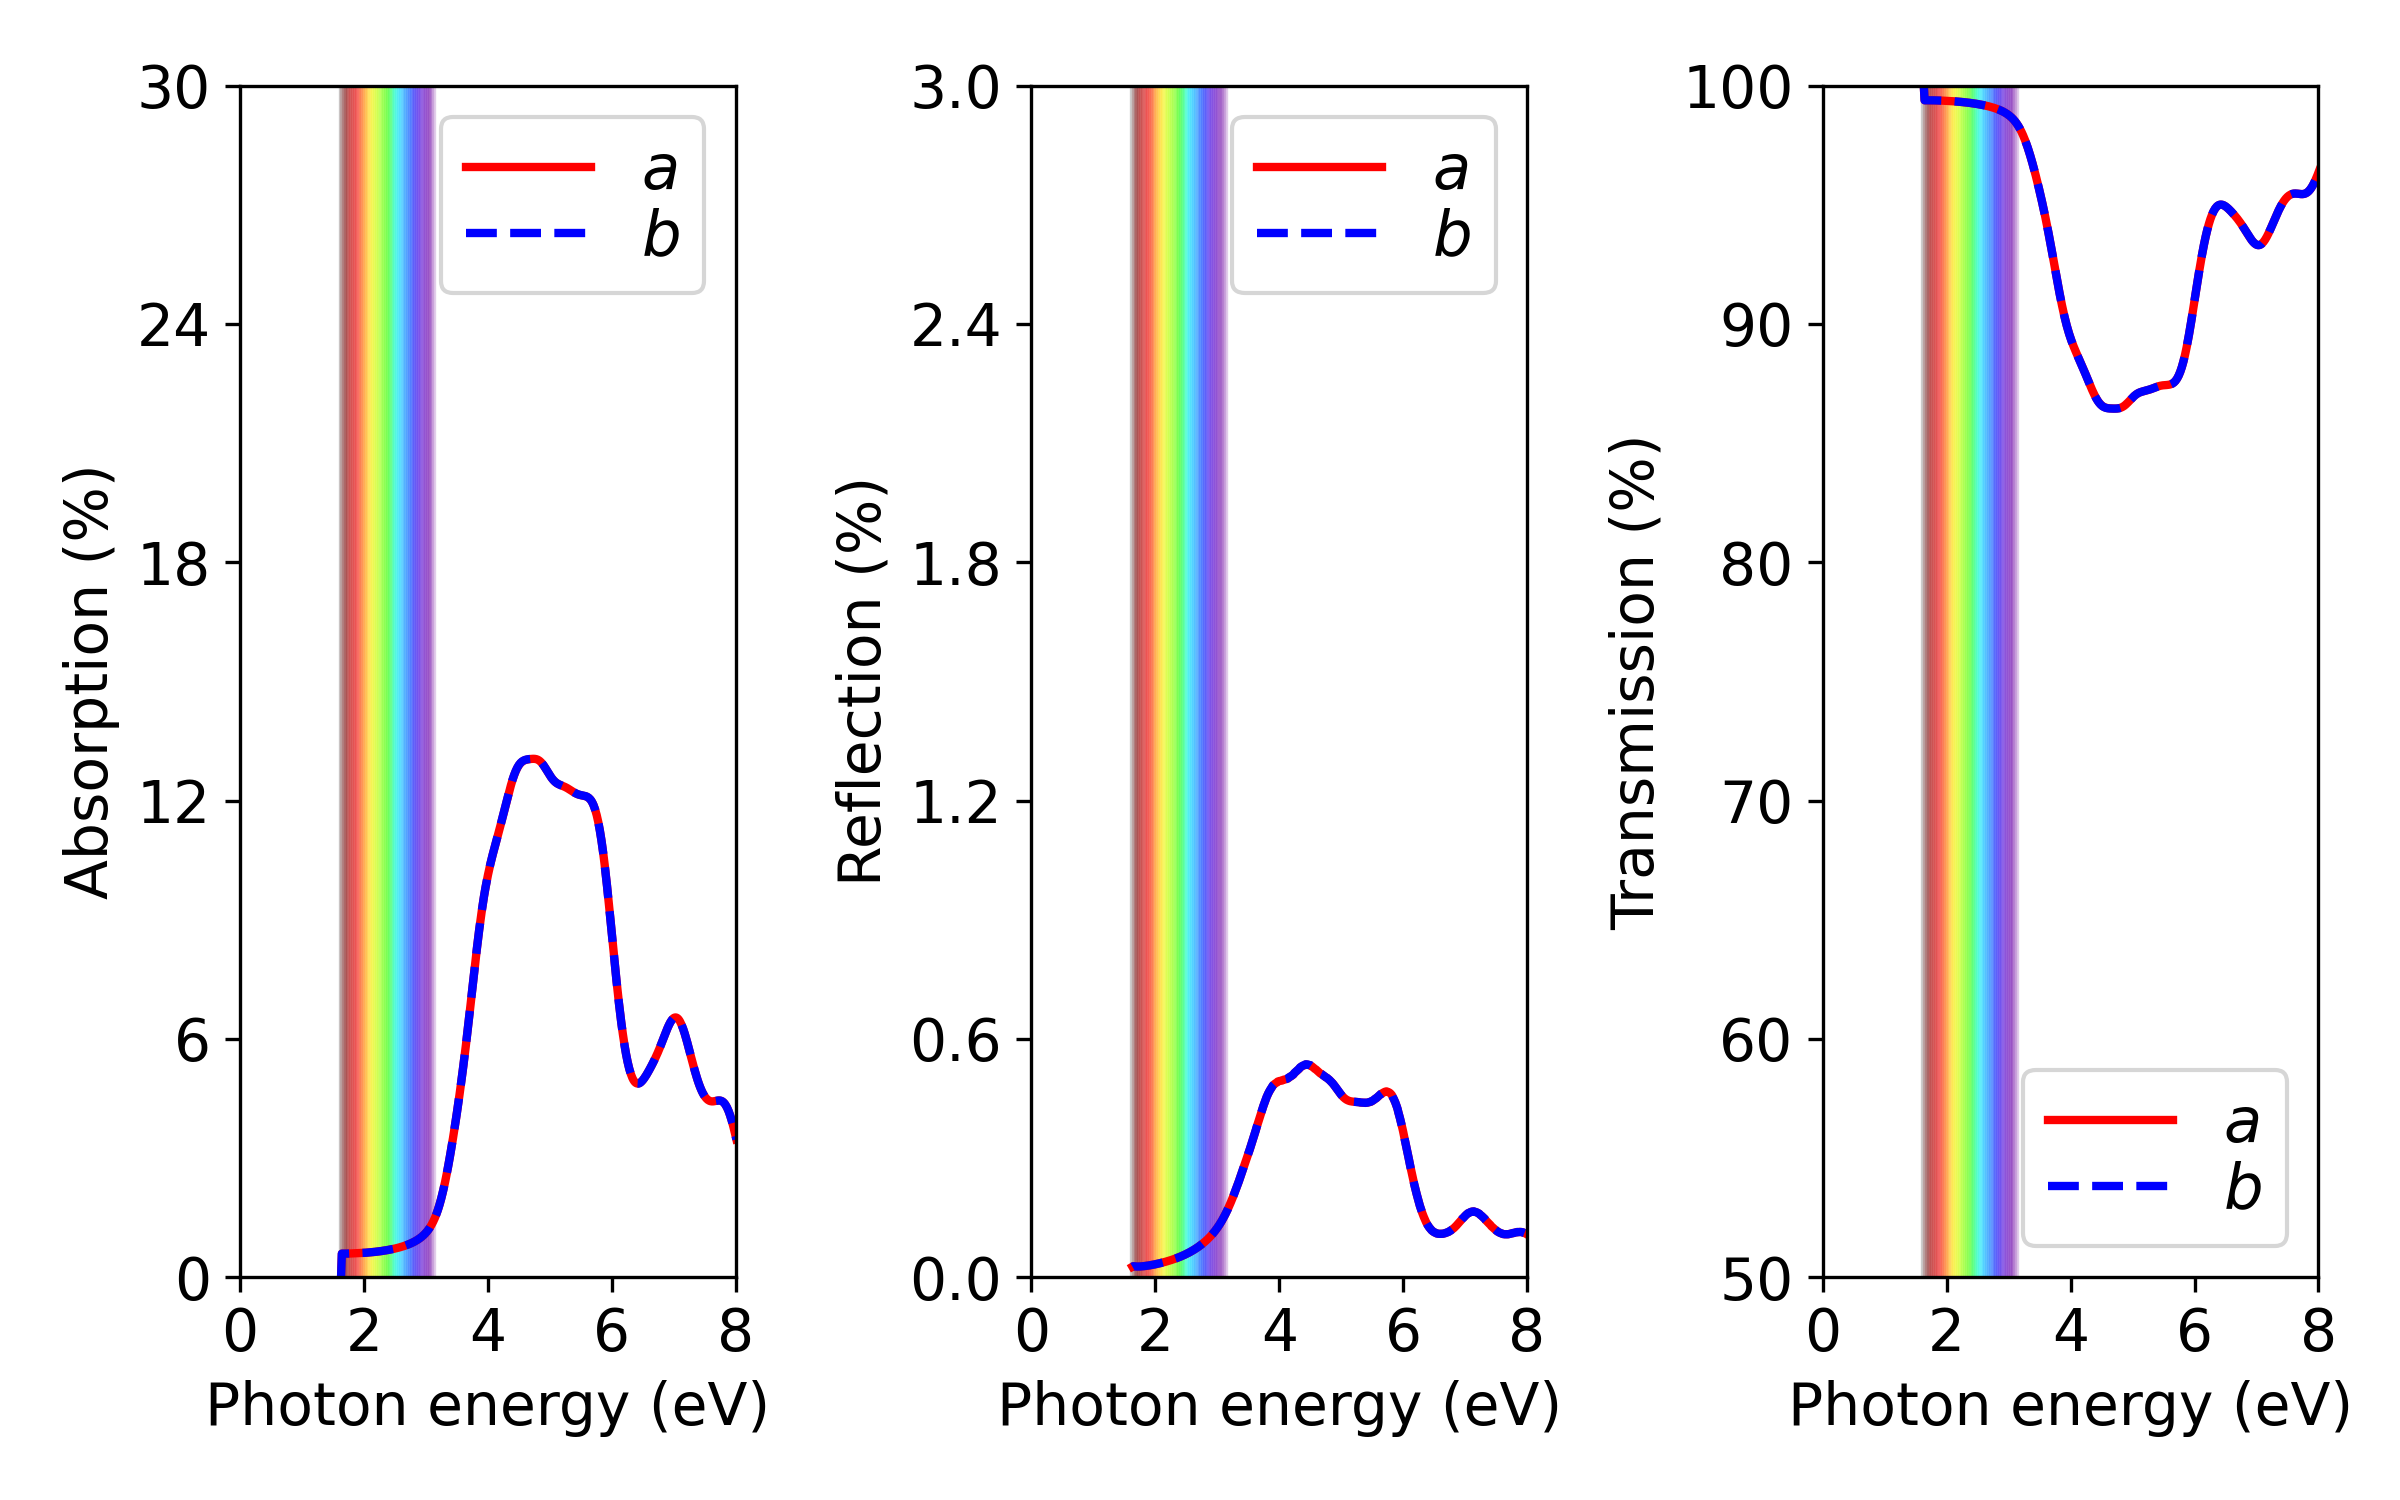 30
24
18
12
6
0
0 2 4 6 8
Absorption (%)
Photon energy (eV)
a
b
3.0
2.4
1.8
1.2
0.6
0.0
0 2 4 6 8
Reflection (%)
Photon energy (eV)
a
b
100
90
80
70
60
50
0 2 4 6 8
Transmission (%)
Photon energy (eV)
a
b